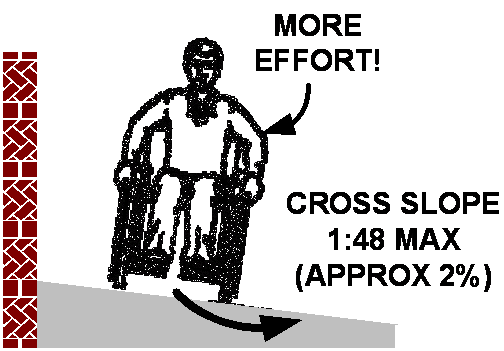 MORE
EFFORT!
CROSS SLOPE
1:48 MAX
(APPROX 2%)